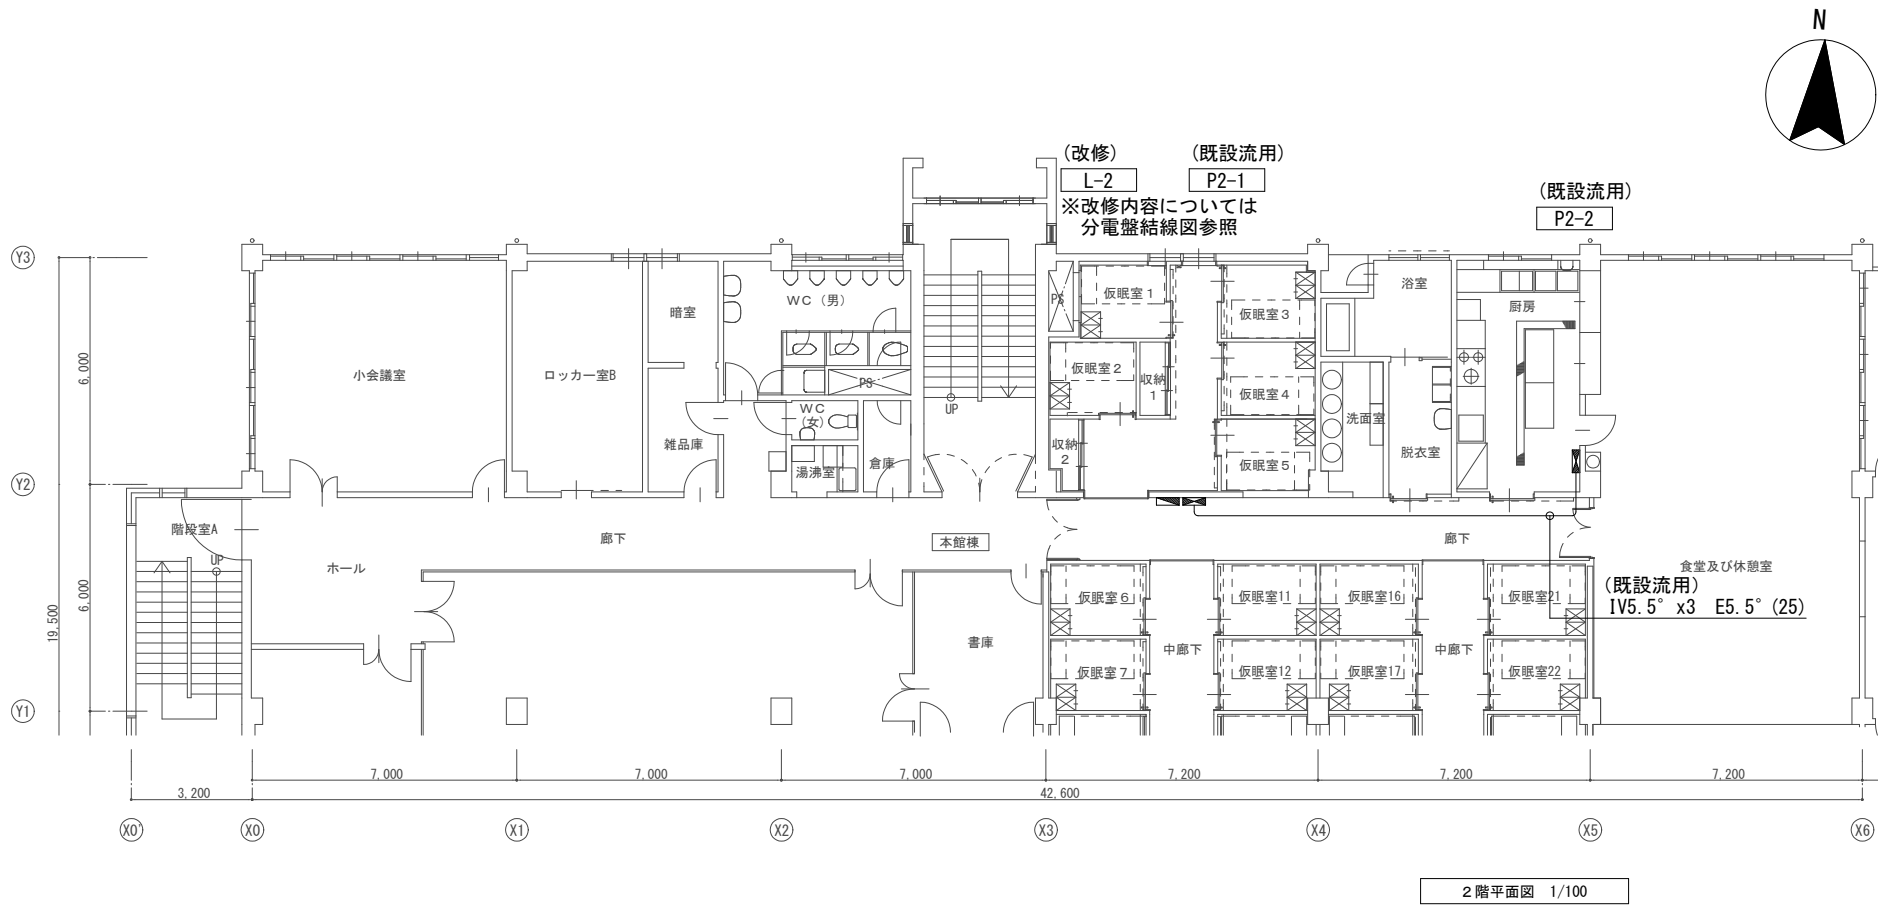 N
(改修)
L-2
※改修内容については
分電盤結線図参照
(既設流用)
P2-1
(既設流用)
P2-2
Y3
Y2
Y1
6,000
6,000
19,500
小会議室
ロッカー室B
暗室
雑品庫
WC(男)
PS
WC
(女)
湯沸室
倉庫
UP
PS
仮眠室1
仮眠室2
収納
1
収納
2
仮眠室3
仮眠室4
仮眠室5
浴室
洗面室
脱衣室
厨房
階段室A
UP
ホール
廊下
本館棟
廊下
食堂及び休憩室
(既設流用)
IV5.5° x3 E5.5°(25)
書庫
仮眠室6
仮眠室7
中廊下
仮眠室11
仮眠室12
仮眠室16
仮眠室17
中廊下
仮眠室21
仮眠室22
7,000
7,000
7,000
7,200
7,200
7,200
3,200
42,600
X0'
X0
X1
X2
X3
X4
X5
X6
2階平面図 1/100